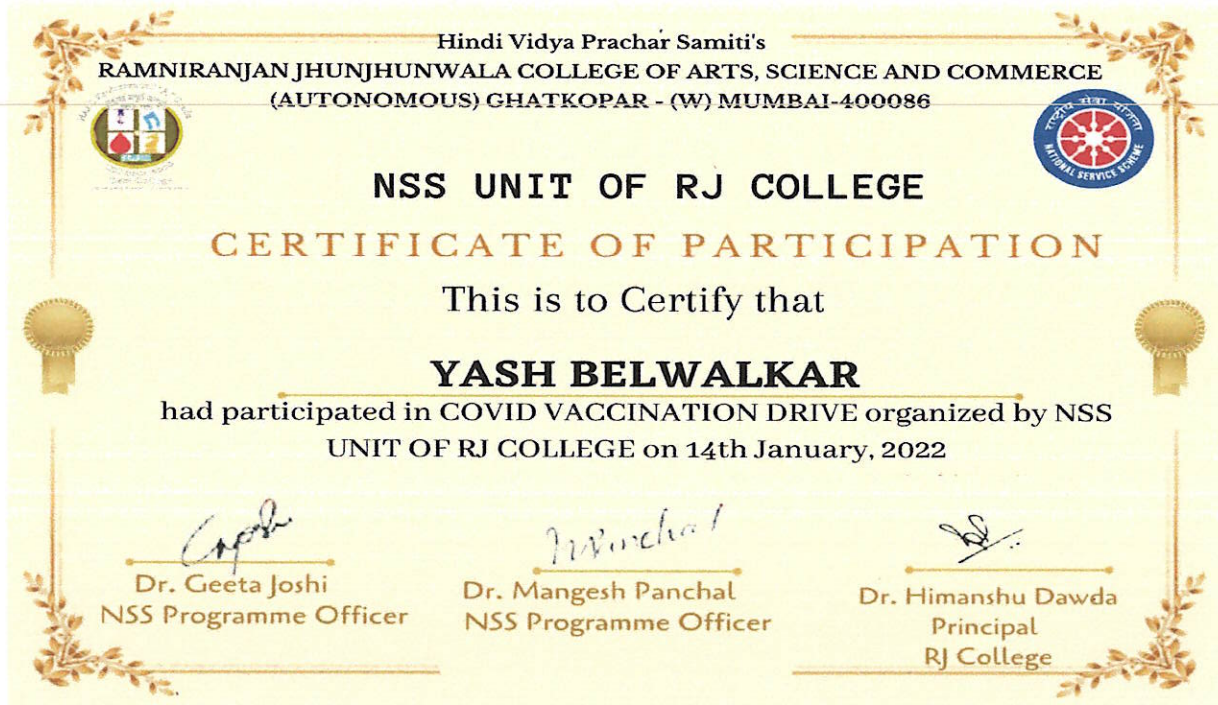 Hindi Vidya Prachar Samiti's
RAMNIRANJAN JHUNJHUNWALA COLLEGE OF ARTS, SCIENCE AND COMMERCE
(AUTONOMOUS) GHATKOPAR - (W) MUMBAI-400086
राष्ट्रीय सेवा योजना
NATIONAL SERVICE SCHEME
NSS UNIT OF RJ COLLEGE
CERTIFICATE OF PARTICIPATION
This is to Certify that
YASH BELWALKAR
had participated in COVID VACCINATION DRIVE organized by NSS
UNIT OF RJ COLLEGE on 14th January, 2022
Dr. Geeta Joshi
NSS Programme Officer
Dr. Mangesh Panchal
NSS Programme Officer
Dr. Himanshu Dawda
Principal
RJ College